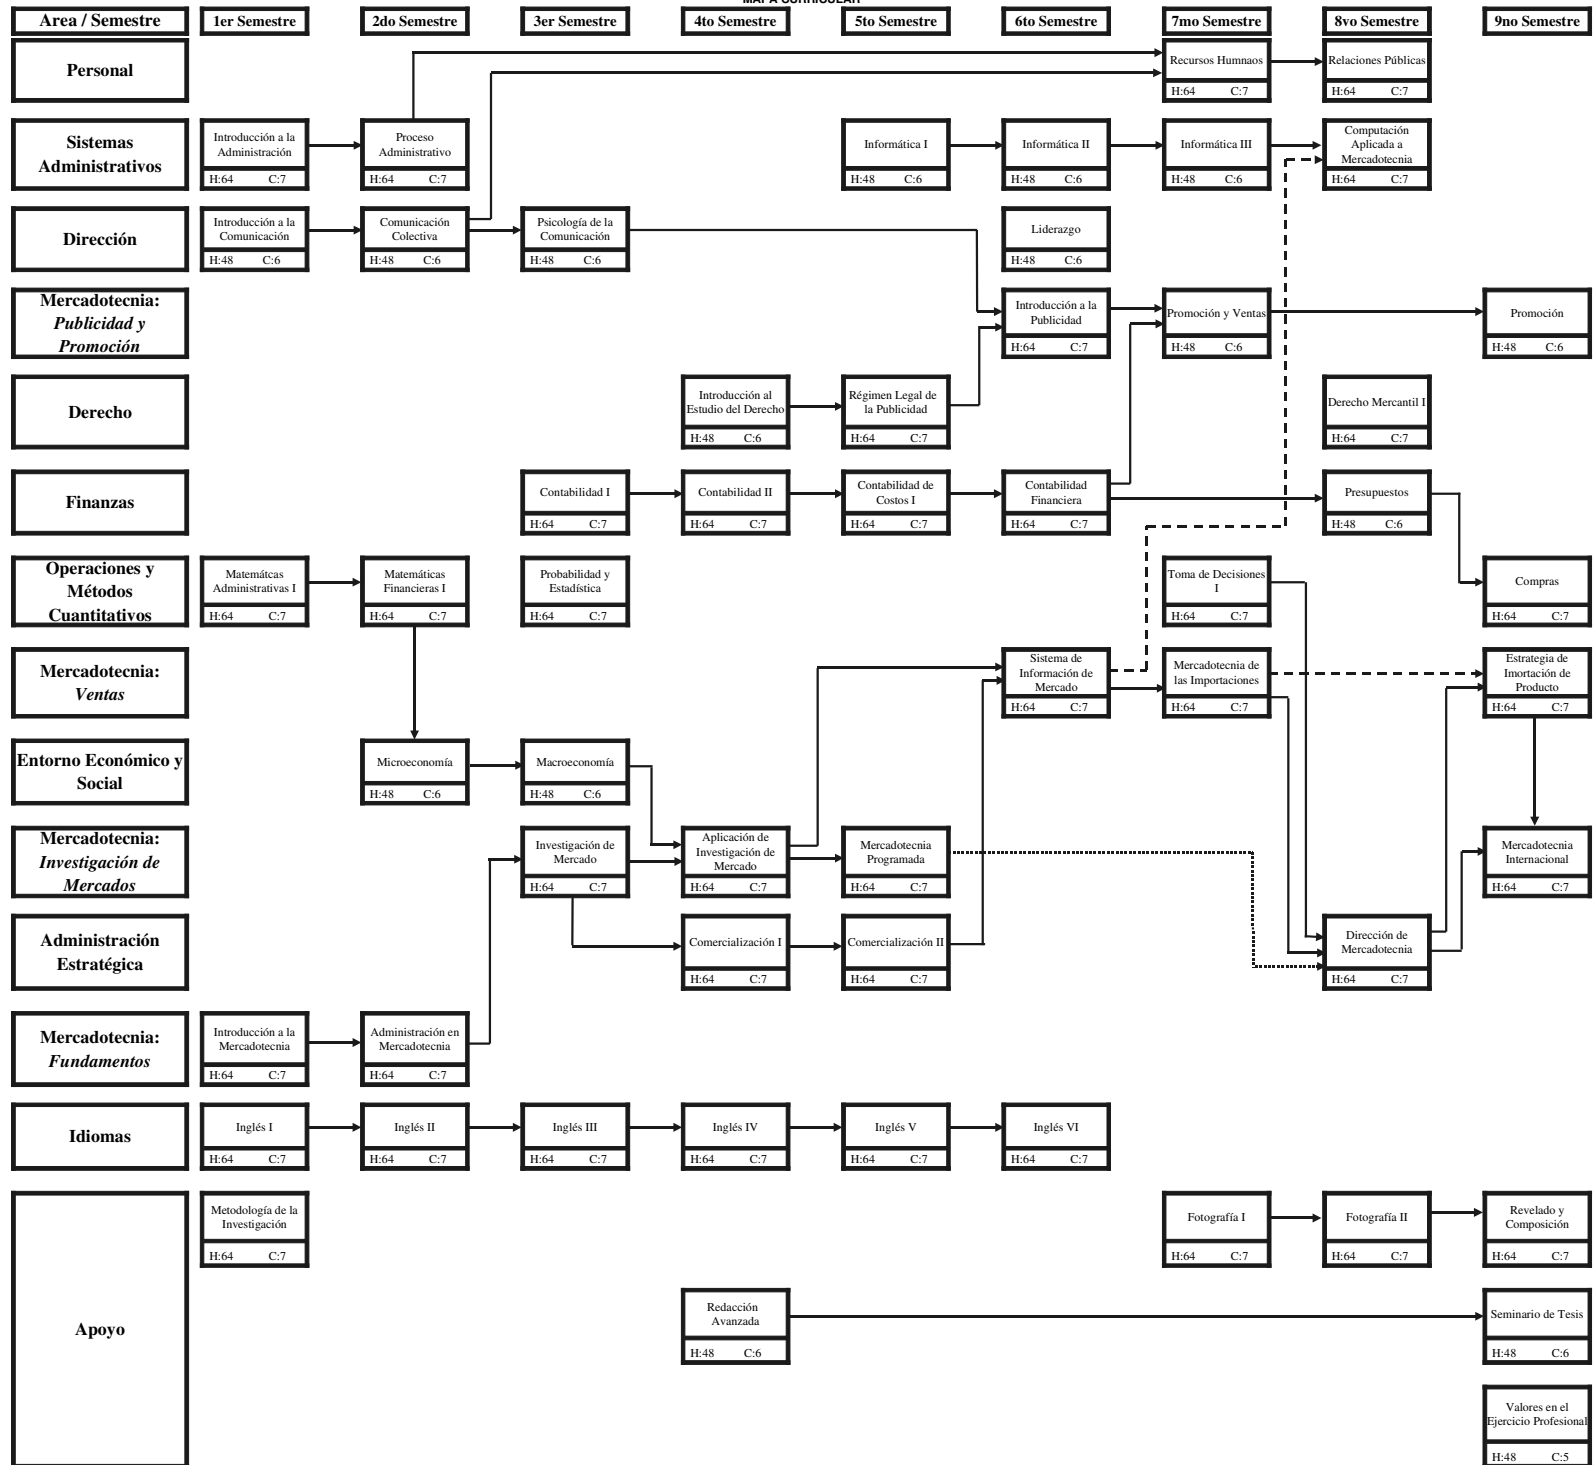 MAPA CURRICULAR
Area / Semestre 1er Semestre 2do Semestre 3er Semestre 4to Semestre 5to Semestre 6to Semestre 7mo Semestre 8vo Semestre 9no Semestre
Personal
Recursos Humnaos
H:64 C:7
Relaciones Públicas
H:64 C:7
Sistemas
Administrativos
Introducción a la
Administración
H:64 C:7
Proceso
Administrativo
H:64 C:7
Informática I
H:48 C:6
Informática II
H:48 C:6
Informática III
H:48 C:6
Computación
Aplicada a
Mercadotecnia
H:64 C:7
Dirección
Introducción a la
Comunicación
H:48 C:6
Comunicación
Colectiva
H:48 C:6
Psicología de la
Comunicación
H:48 C:6
Liderazgo
H:48 C:6
Mercadotecnia:
Publicidad y
Promoción
Introducción a la
Publicidad
H:64 C:7
Promoción y Ventas
H:48 C:6
Promoción
H:48 C:6
Derecho
Introducción al
Estudio del Derecho
H:48 C:6
Régimen Legal de
la Publicidad
H:64 C:7
Derecho Mercantil I
H:64 C:7
Finanzas
Contabilidad I
H:64 C:7
Contabilidad II
H:64 C:7
Contabilidad de
Costos I
H:64 C:7
Contabilidad
Financiera
H:64 C:7
Presupuestos
H:48 C:6
Operaciones y
Métodos
Cuantitativos
Matemátcas
Administrativas I
H:64 C:7
Matemáticas
Financieras I
H:64 C:7
Probabilidad y
Estadística
H:64 C:7
Toma de Decisiones
I
H:64 C:7
Compras
H:64 C:7
Mercadotecnia:
Ventas
Sistema de
Información de
Mercado
H:64 C:7
Mercadotecnia de
las Importaciones
H:64 C:7
Estrategia de
Imortación de
Producto
H:64 C:7
Entorno Económico y
Social
Microeconomía
H:48 C:6
Macroeconomía
H:48 C:6
Mercadotecnia:
Investigación de
Mercados
Investigación de
Mercado
H:64 C:7
Aplicación de
Investigación de
Mercado
H:64 C:7
Mercadotecnia
Programada
H:64 C:7
Mercadotecnia
Internacional
H:64 C:7
Administración
Estratégica
Comercialización I
H:64 C:7
Comercialización II
H:64 C:7
Dirección de
Mercadotecnia
H:64 C:7
Mercadotecnia:
Fundamentos
Introducción a la
Mercadotecnia
H:64 C:7
Administración en
Mercadotecnia
H:64 C:7
Idiomas
Inglés I
H:64 C:7
Inglés II
H:64 C:7
Inglés III
H:64 C:7
Inglés IV
H:64 C:7
Inglés V
H:64 C:7
Inglés VI
H:64 C:7
Apoyo
Metodología de la
Investigación
H:64 C:7
Fotografía I
H:64 C:7
Fotografía II
H:64 C:7
Revelado y
Composición
H:64 C:7
Redacción
Avanzada
H:48 C:6
Seminario de Tesis
H:48 C:6
Valores en el
Ejercicio Profesional
H:48 C:5